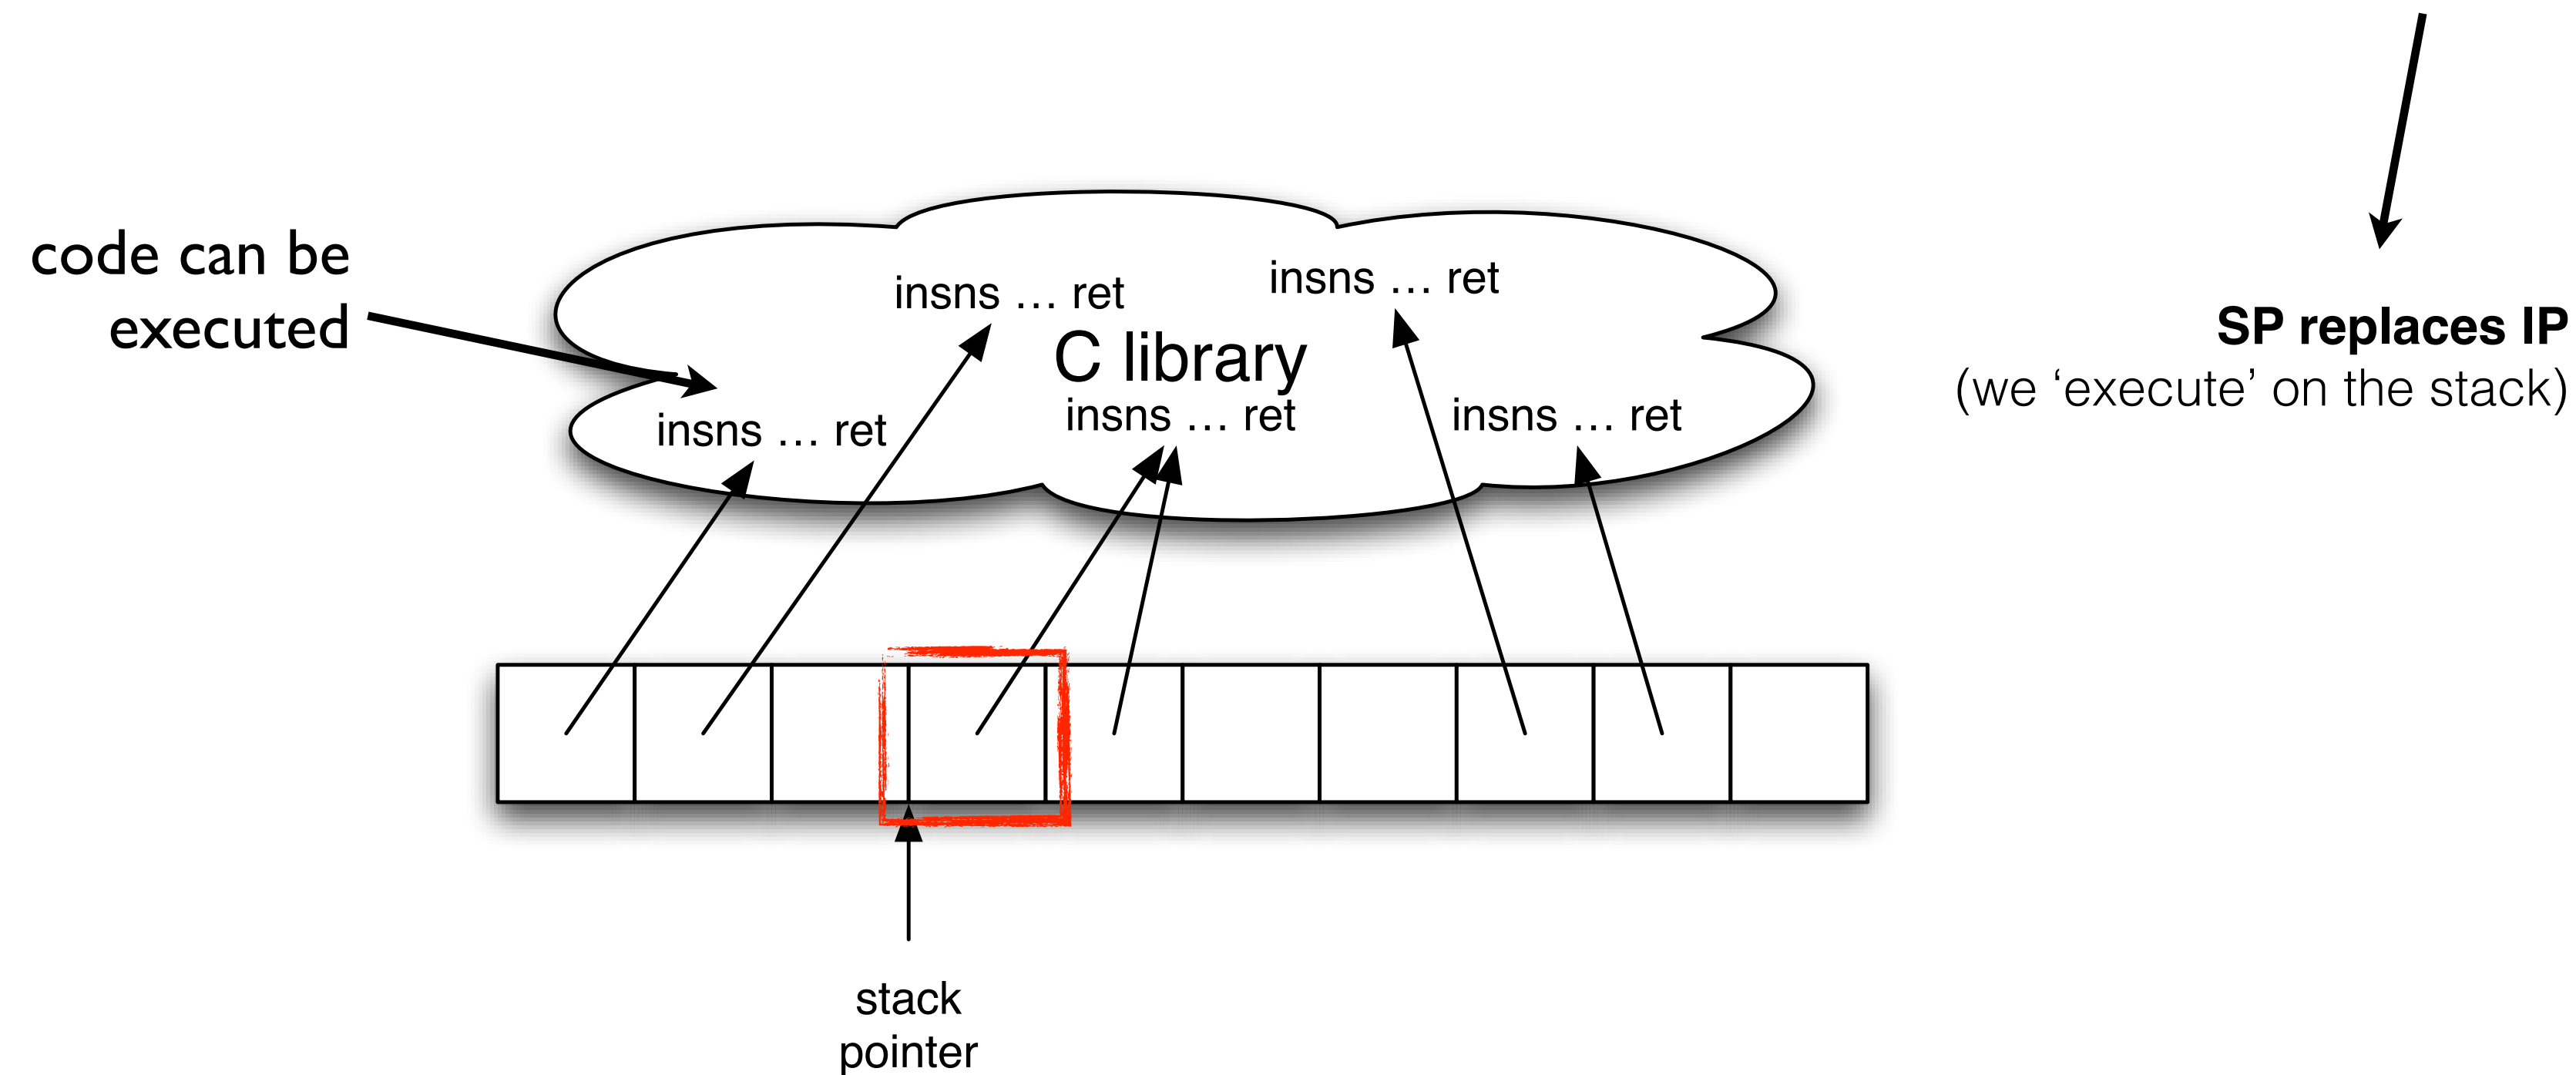 code can be
executed
insns … ret
insns … ret
C library
insns … ret
insns … ret
insns … ret
SP replaces IP
(we ‘execute’ on the stack)
stack
pointer